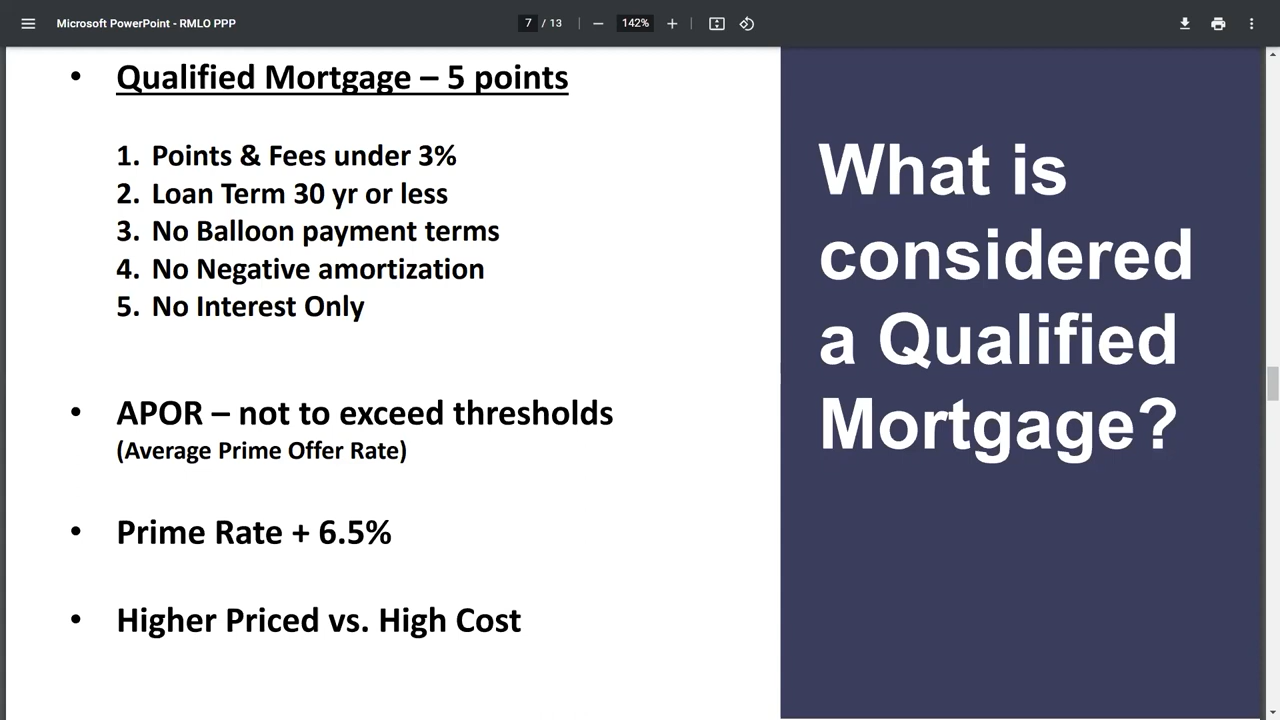 Microsoft PowerPoint - RMLO PPP
7 / 13
142%
• Qualified Mortgage – 5 points
1. Points & Fees under 3%
2. Loan Term 30 yr or less
3. No Balloon payment terms
4. No Negative amortization
5. No Interest Only
• APOR – not to exceed thresholds
(Average Prime Offer Rate)
• Prime Rate + 6.5%
• Higher Priced vs. High Cost
What is
considered
a Qualified
Mortgage?